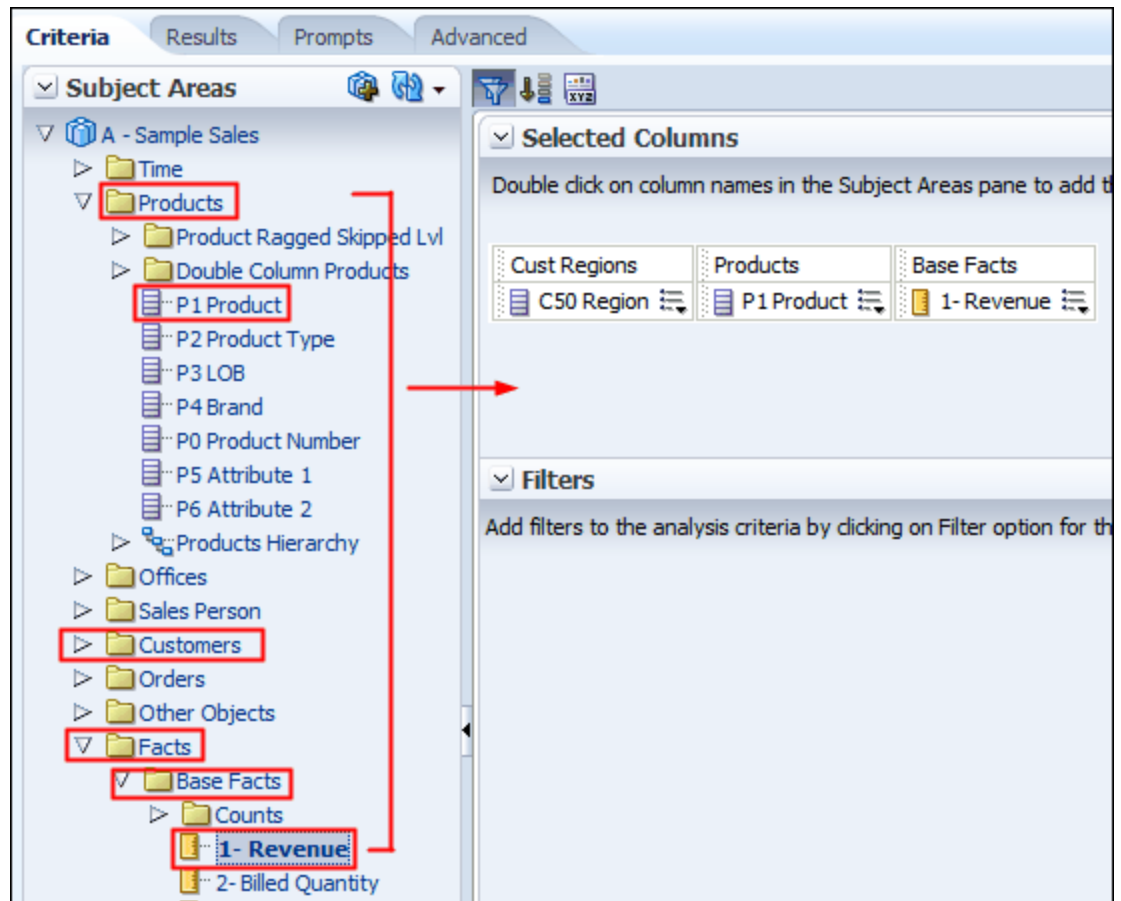 Criteria Results Prompts Advanced
Subject Areas
A - Sample Sales
Time
Products
Product Ragged Skipped Lvl
Double Column Products
P1 Product
P2 Product Type
P3 LOB
P4 Brand
P0 Product Number
P5 Attribute 1
P6 Attribute 2
Products Hierarchy
Offices
Sales Person
Customers
Orders
Other Objects
Facts
Base Facts
Counts
1- Revenue
2- Billed Quantity
XYZ
Selected Columns
Double click on column names in the Subject Areas pane to add
Cust Regions Products Base Facts
C50 Region P1 Product 1- Revenue
Filters
Add filters to the analysis criteria by clicking on Filter option for